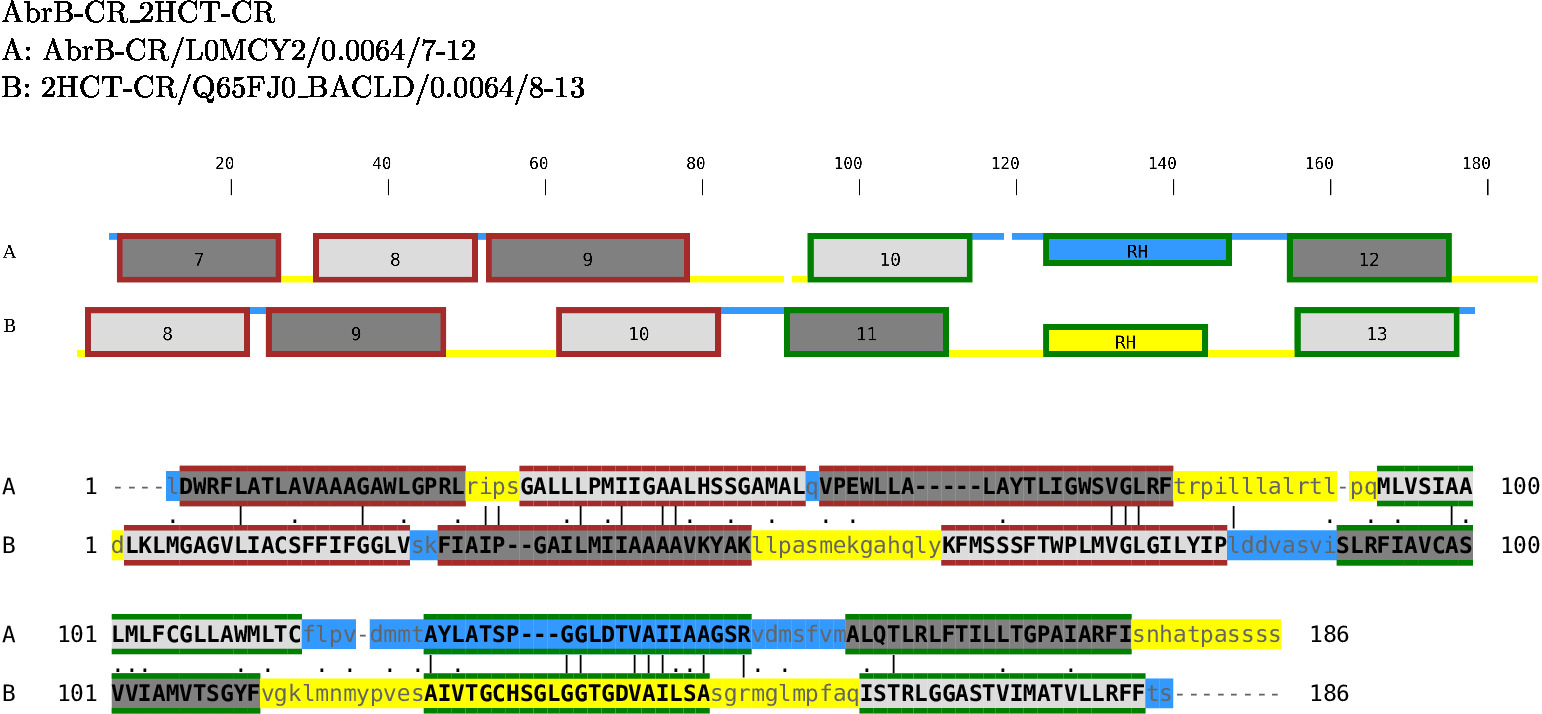 AbrB-CR_2HCT-CR
A: AbrB-CR/L0MCY2/0.0064/7-12
B: 2HCT-CR/Q65FJ0_BACLD/0.0064/8-13
20 40 60 80 100 120 140 160 180
A 7 8 9 10 RH 12
B 8 9 10 11 RH 13
A 1 ----lDWRFLATLAVAAAGAWLGPRLripsGALLLPMIIGAALHSSGAMALqVPEWLLA-----LAYTLIGWSVGLRFtrpilllalrtl-pqMLVSIAA 100
B 1 dLKLMGAGVLIACSFFIFGGLVskFIAIP--GAILMIIAAAAVKYAKllpasmekgahqlyKFMSSSFTWPLMVGLGILYIPlddvasviSLRFIAVCAS 100
A 101 LMLFCGLLAWMLTCflpv-dmmtAYLATSP---GGLDTVAIIAAGSRvdmsfvmALQTLRLFTILLTGPAIARFIsnhatpassss 186
B 101 VVIAMVTSGYFvgklmnmypvesAIVTGCHSGLGGTGDVAILSAsgrmglmpfaqISTRLGGASTVIMATVLLRFFts-------- 186